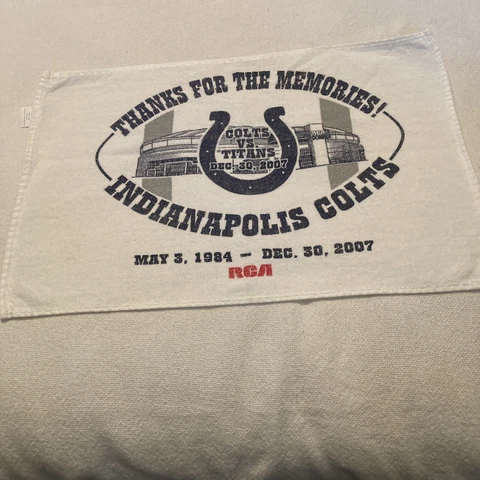 THANKS FOR THE MEMORIES!
COLTS
VS.
TITANS
DEC. 30, 2007
INDIANAPOLIS COLTS
MAY 3, 1984 - DEC. 30, 2007
RCA